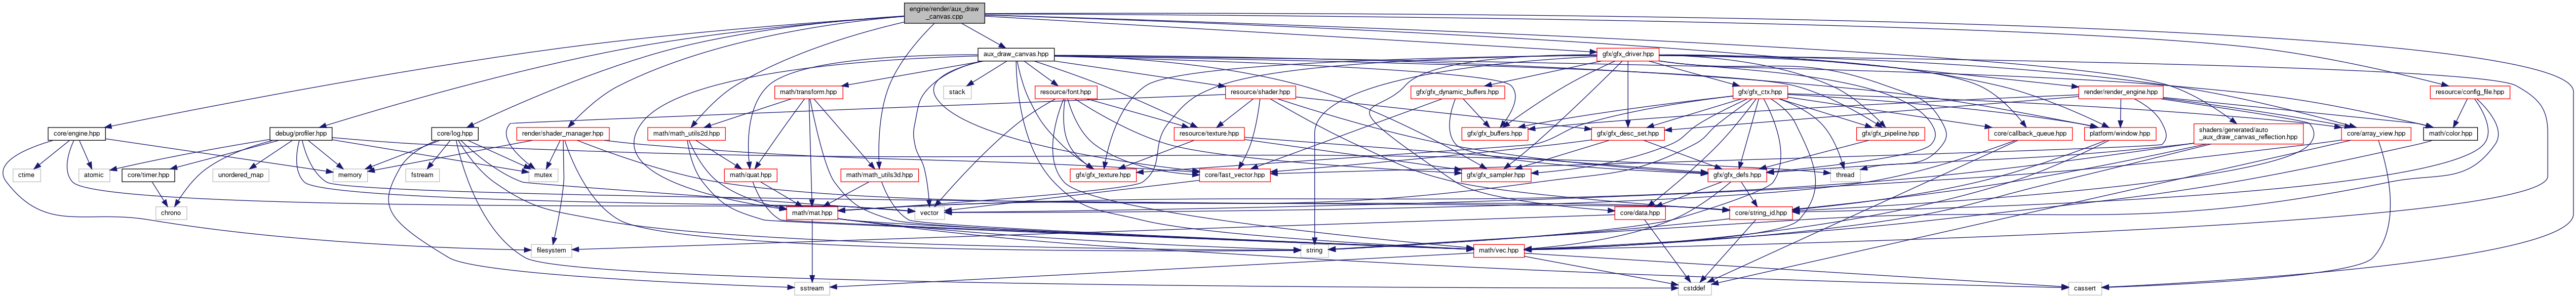 engine/render/aux_draw
_canvas.cpp
aux_draw_canvas.hpp
gfx/gfx_driver.hpp
math/transform.hpp
stack
resource/font.hpp
resource/shader.hpp
gfx/gfx_dynamic_buffers.hpp
gfx/gfx_ctx.hpp
render/render_engine.hpp
resource/config_file.hpp
core/engine.hpp
debug/profiler.hpp
core/log.hpp
render/shader_manager.hpp
math/math_utils2d.hpp
resource/texture.hpp
gfx/gfx_buffers.hpp
gfx/gfx_desc_set.hpp
gfx/gfx_pipeline.hpp
core/callback_queue.hpp
platform/window.hpp
shaders/generated/auto
_aux_draw_canvas_reflection.hpp
core/array_view.hpp
math/color.hpp
ctime
atomic
core/timer.hpp
unordered_map
memory
fstream
mutex
math/quat.hpp
math/math_utils3d.hpp
gfx/gfx_texture.hpp
core/fast_vector.hpp
gfx/gfx_sampler.hpp
gfx/gfx_defs.hpp
thread
chrono
math/mat.hpp
vector
core/data.hpp
core/string_id.hpp
filesystem
string
math/vec.hpp
sstream
cstddef
cassert